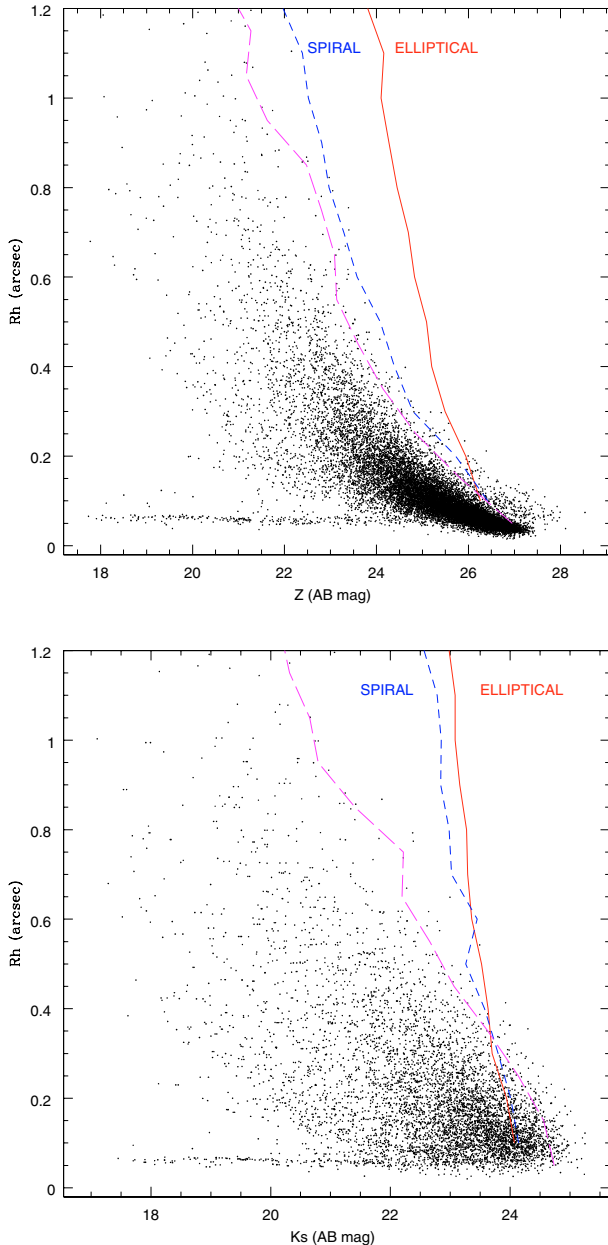 1.2
1
0.8
0.6
0.4
0.2
0
Rh (arcsec)
SPIRAL ELLIPTICAL
18 20 22 24 26 28
Z (AB mag)
1.2
1
0.8
0.6
0.4
0.2
0
Rh (arcsec)
SPIRAL ELLIPTICAL
18 20 22 24
Ks (AB mag)